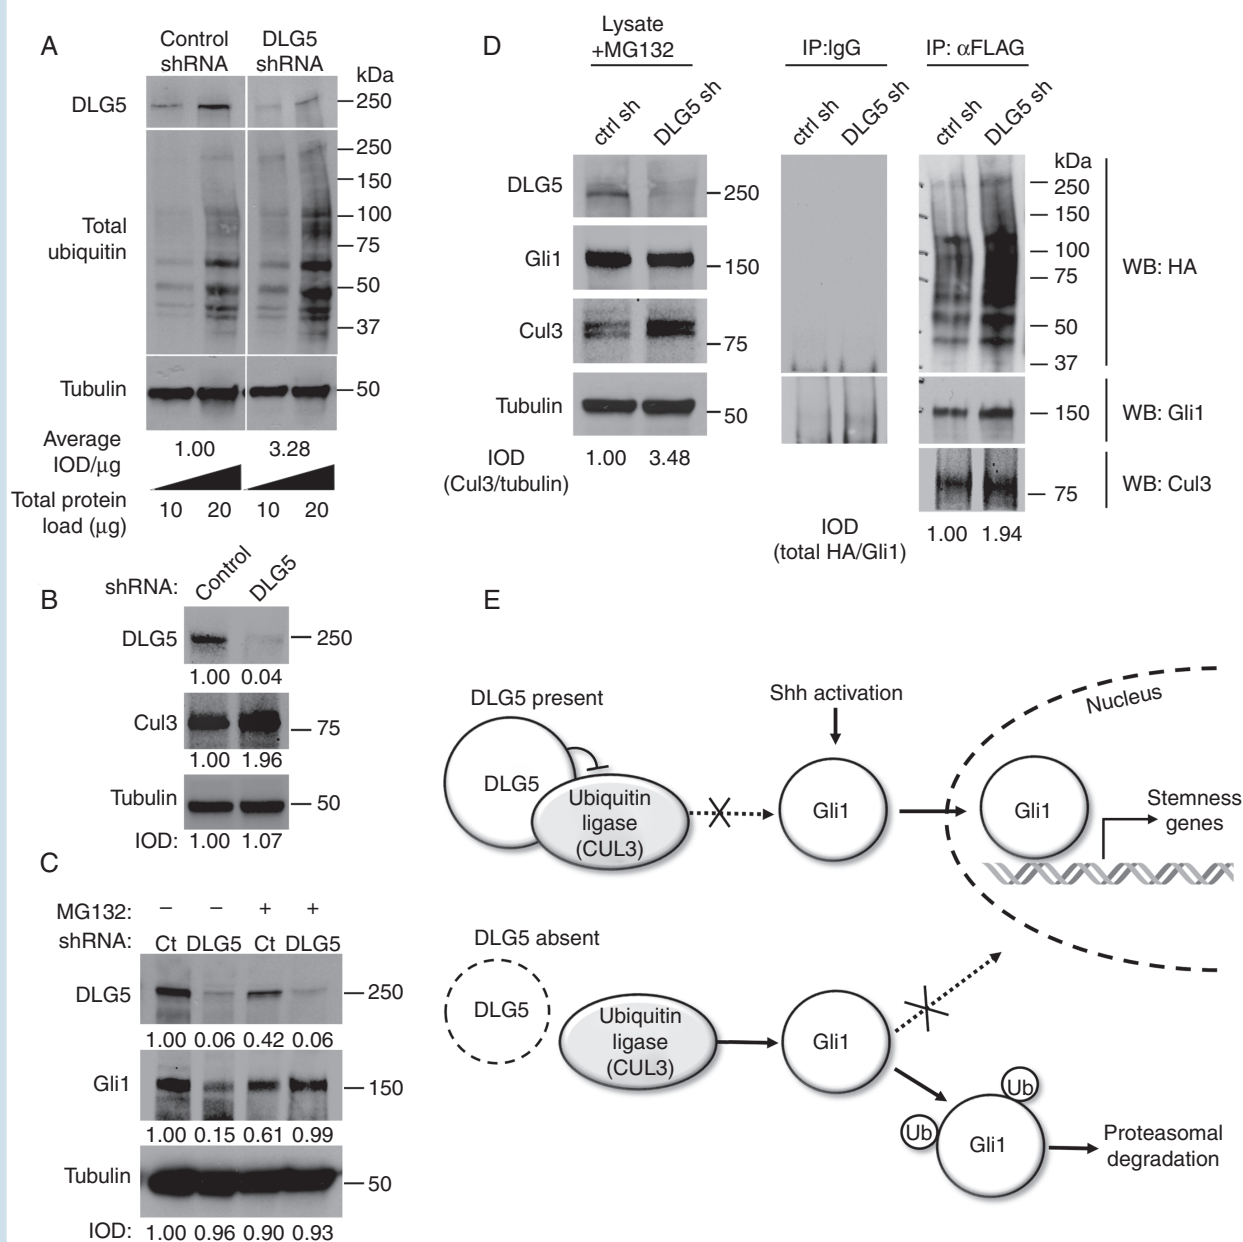 A
Control shRNA
DLG5 shRNA
kDa
DLG5
250
Total ubiquitin
250
150
100
75
50
37
Tubulin
50
Average IOD/μg
1.00 3.28
Total protein load (μg)
10 20 10 20
B
shRNA: Control DLG5
DLG5
250
1.00 0.04
Cul3
75
1.00 1.96
Tubulin
50
IOD: 1.00 1.07
C
MG132: – – + +
shRNA: Ct DLG5 Ct DLG5
DLG5
250
1.00 0.06 0.42 0.06
Gli1
150
1.00 0.15 0.61 0.99
Tubulin
50
IOD: 1.00 0.96 0.90 0.93
D
Lysate +MG132
IP:IgG
IP: αFLAG
ctrl sh DLG5 sh
ctrl sh DLG5 sh
ctrl sh DLG5 sh
DLG5
250
Gli1
150
Cul3
75
Tubulin
50
IOD (Cul3/tubulin)
1.00 3.48
kDa
250
150
100
75
50
37
WB: HA
150
WB: Gli1
75
WB: Cul3
IOD (total HA/Gli1)
1.00 1.94
E
DLG5 present
DLG5
Ubiquitin
ligase
(CUL3)
Shh activation
Gli1
Nucleus
Gli1
Stemness
genes
DLG5 absent
DLG5
Ubiquitin
ligase
(CUL3)
Gli1
Ub
Ub
Gli1
Proteasomal
degradation